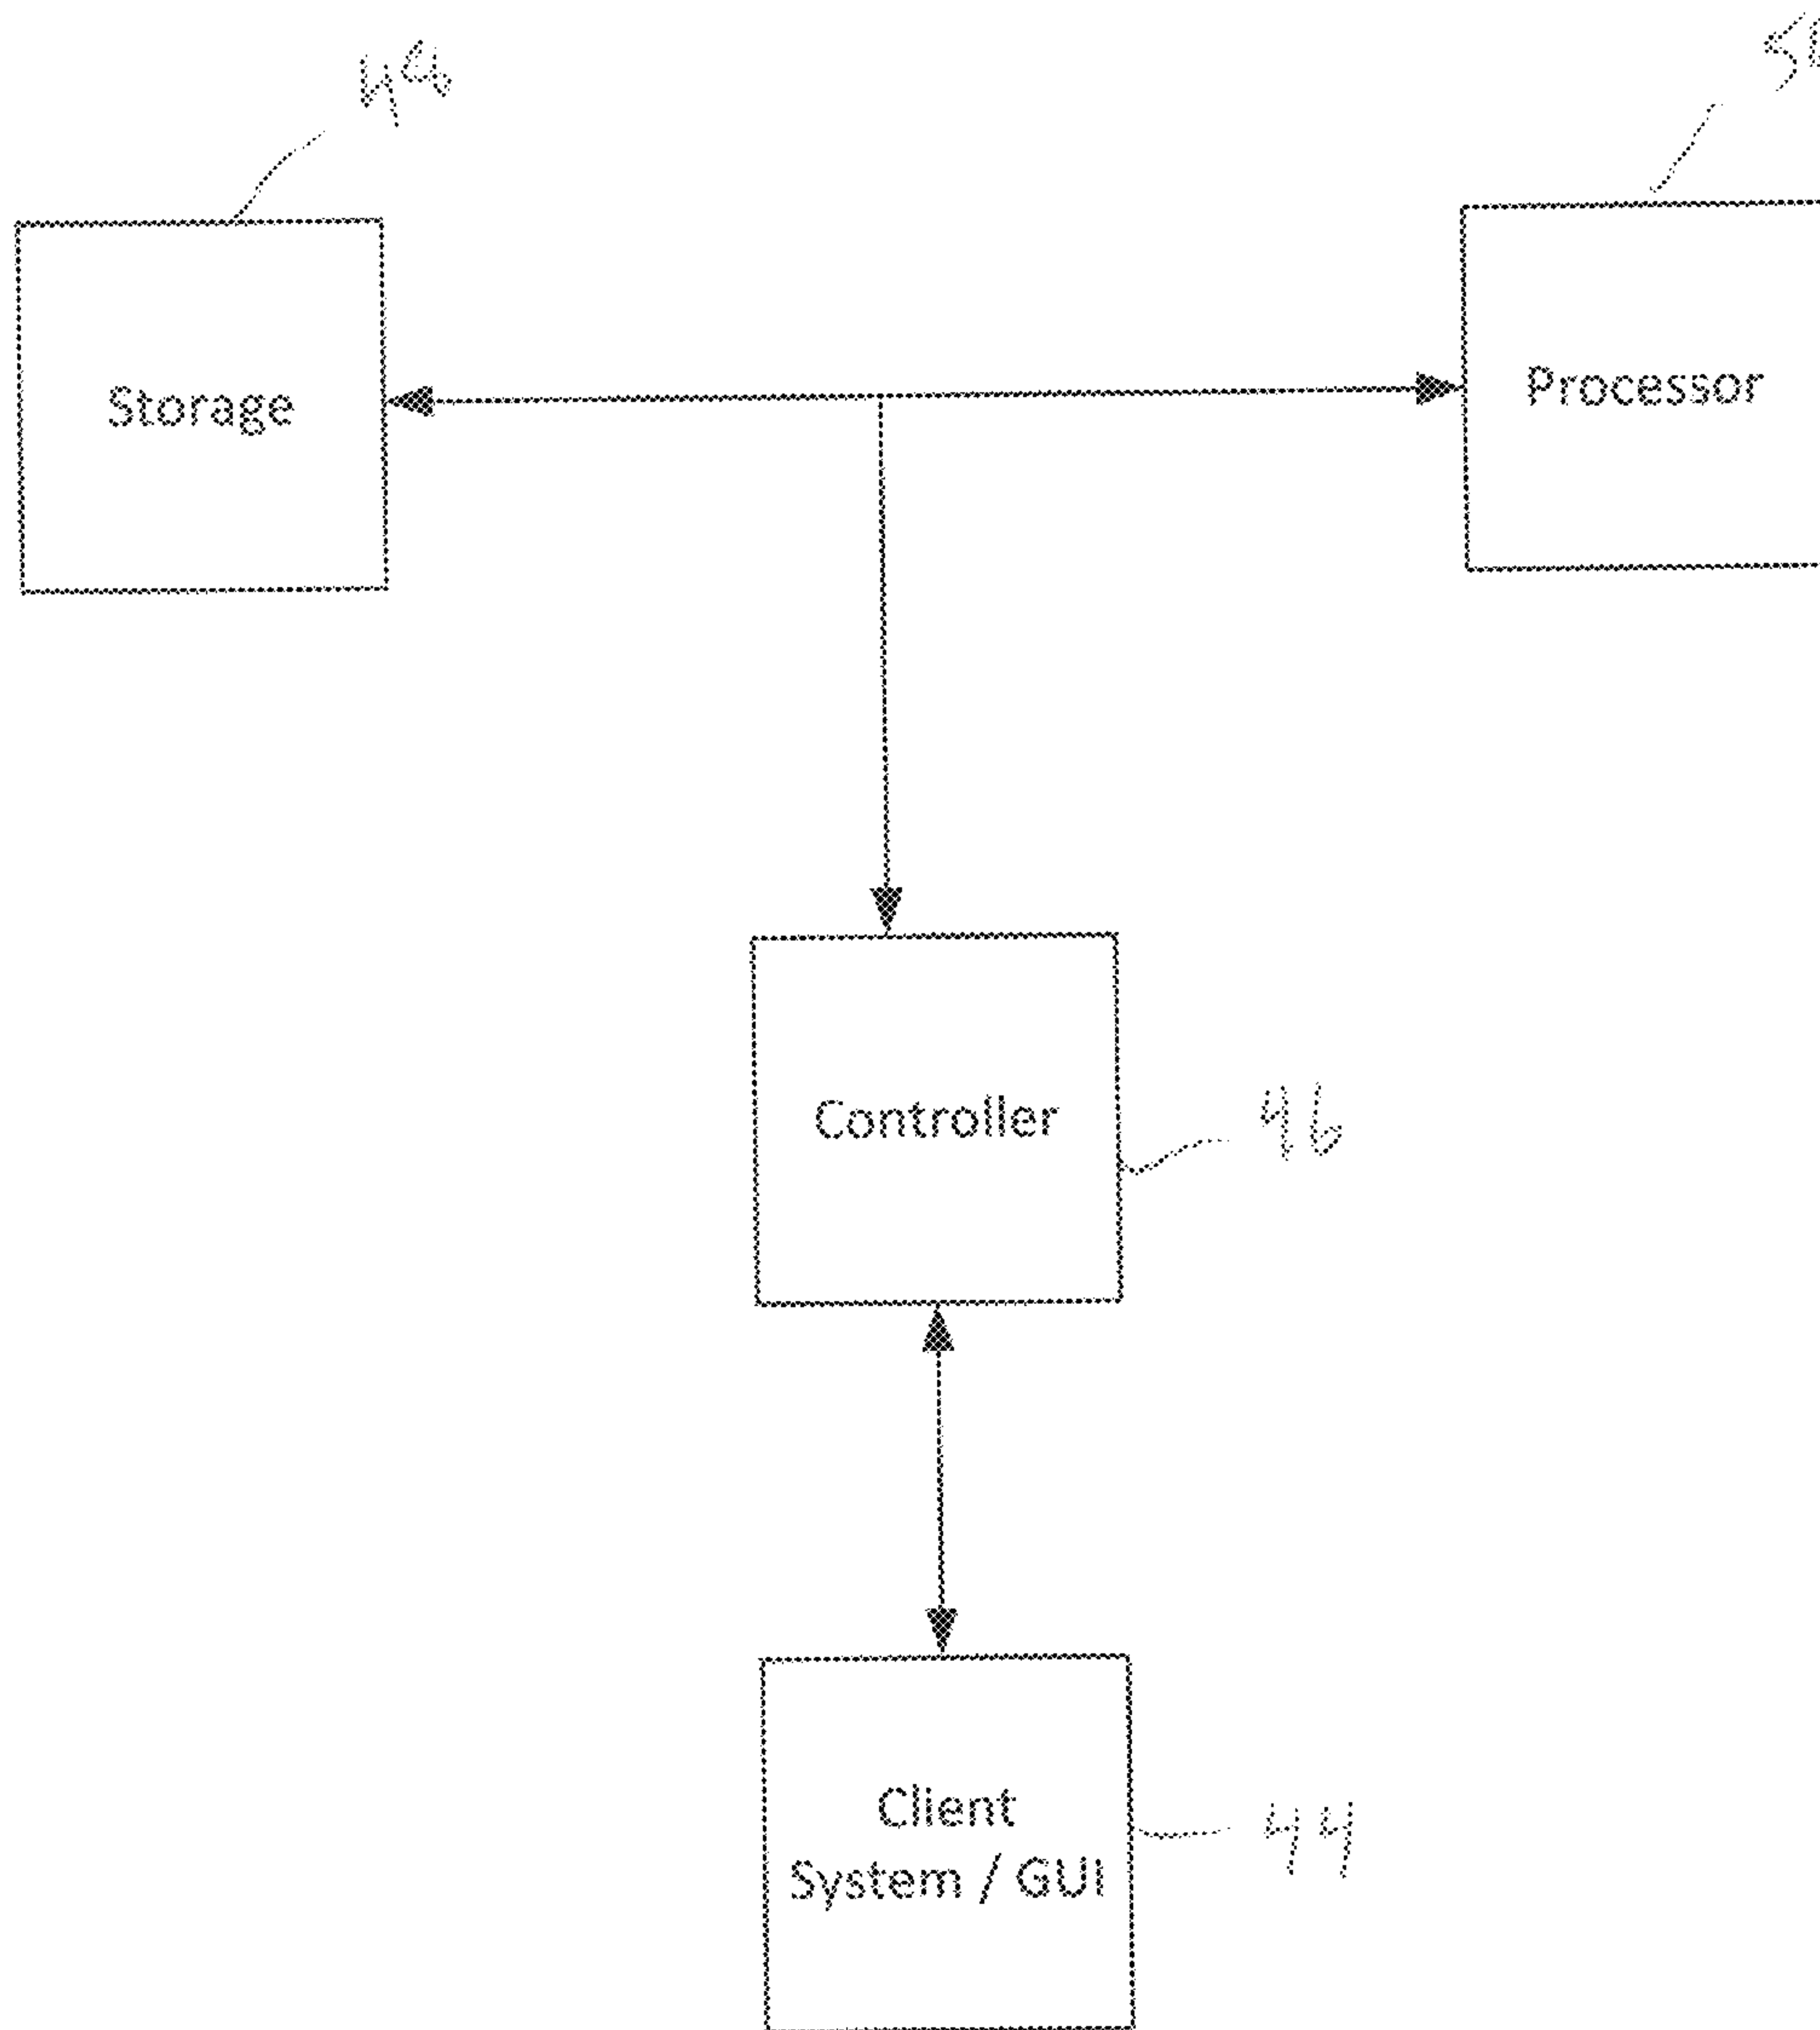 Storage
Processor
Controller
46
Client
System / GUI
44